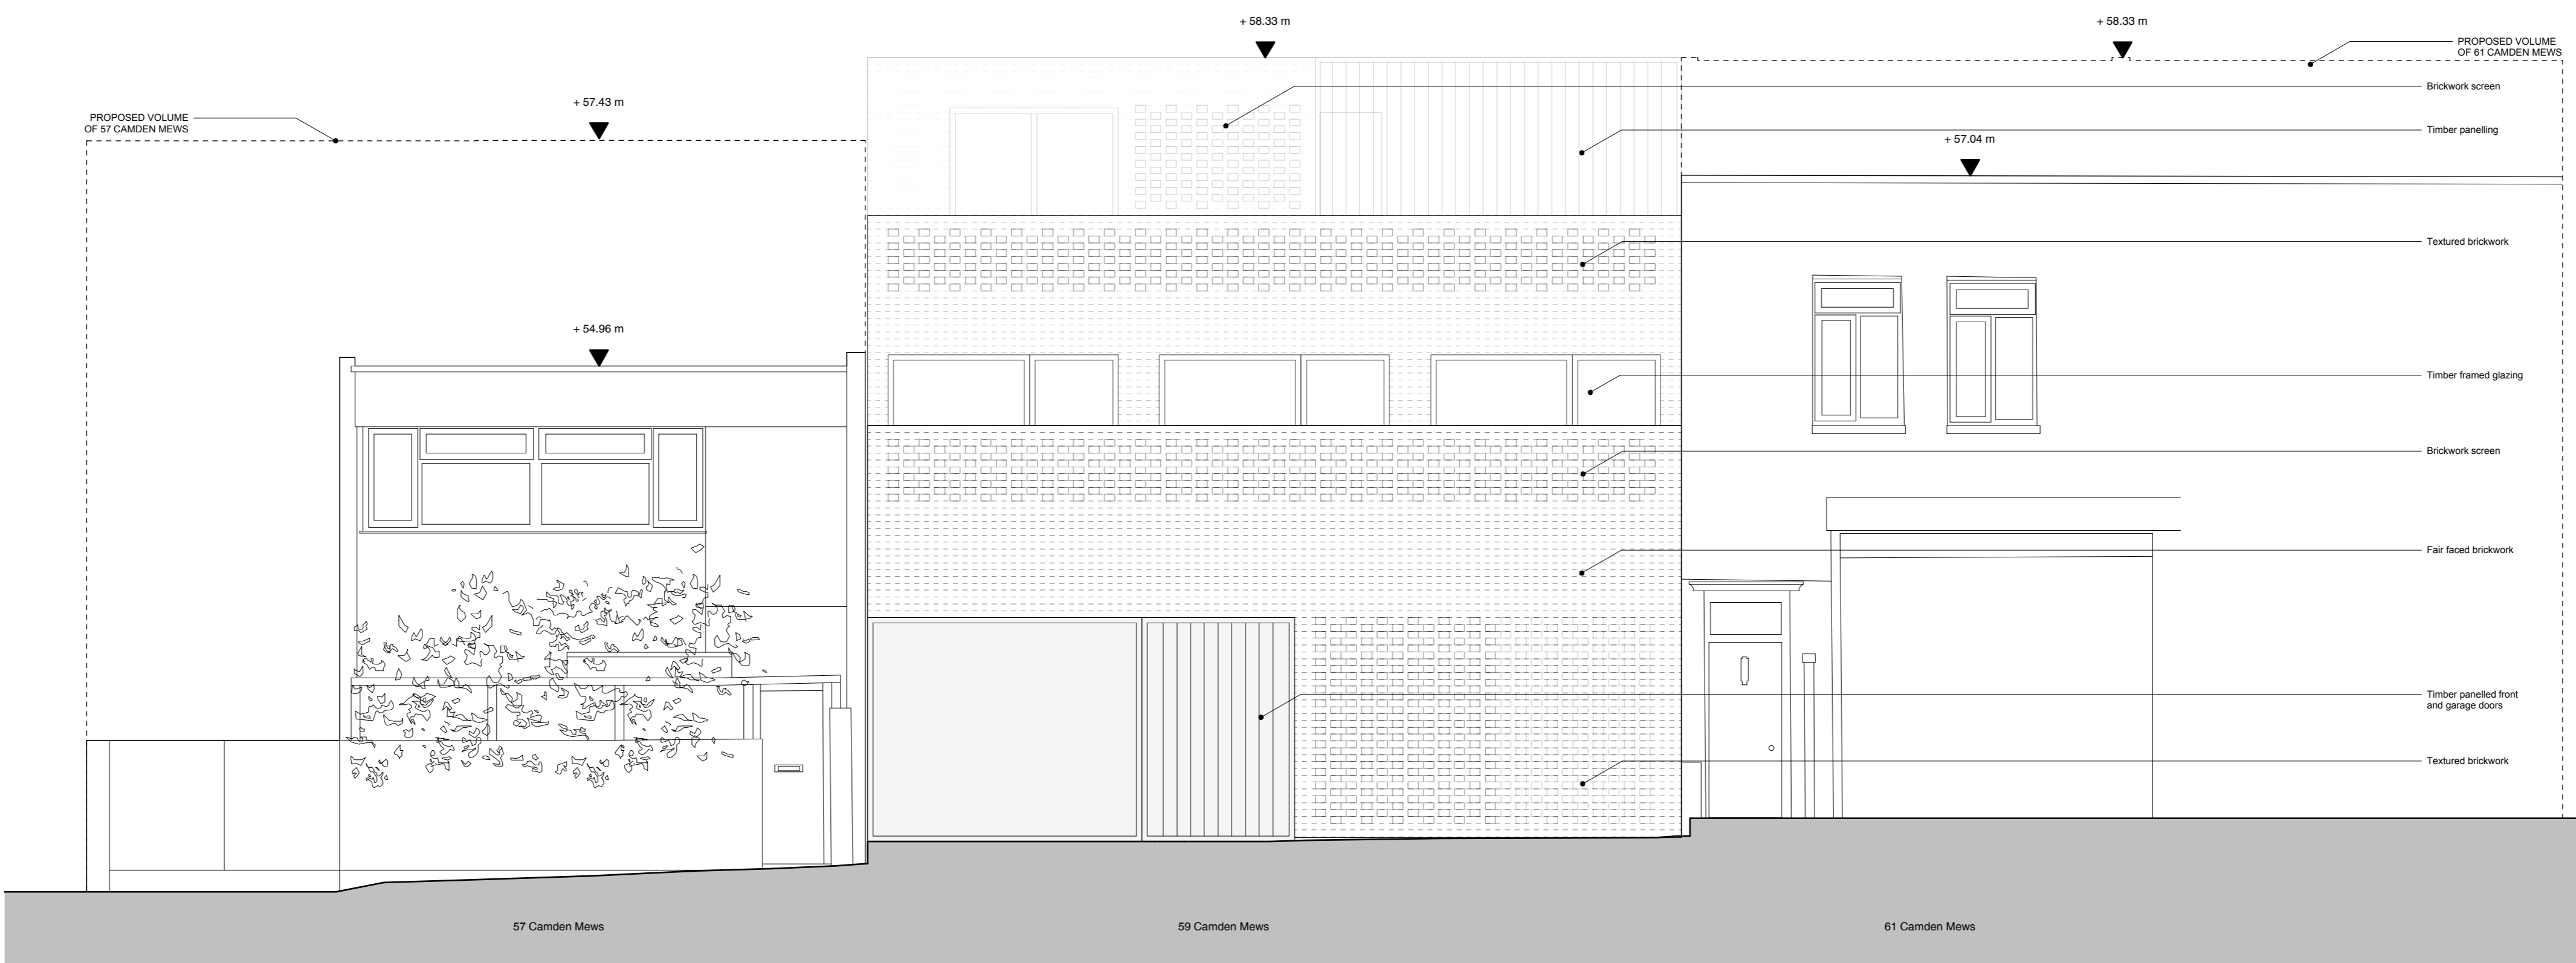 + 58.33 m
+ 58.33 m
PROPOSED VOLUME
OF 61 CAMDEN MEWS
Brickwork screen
+ 57.43 m
PROPOSED VOLUME
OF 57 CAMDEN MEWS
Timber panelling
+ 57.04 m
Textured brickwork
+ 54.96 m
Timber framed glazing
Brickwork screen
Fair faced brickwork
Timber panelled front
and garage doors
Textured brickwork
57 Camden Mews
59 Camden Mews
61 Camden Mews